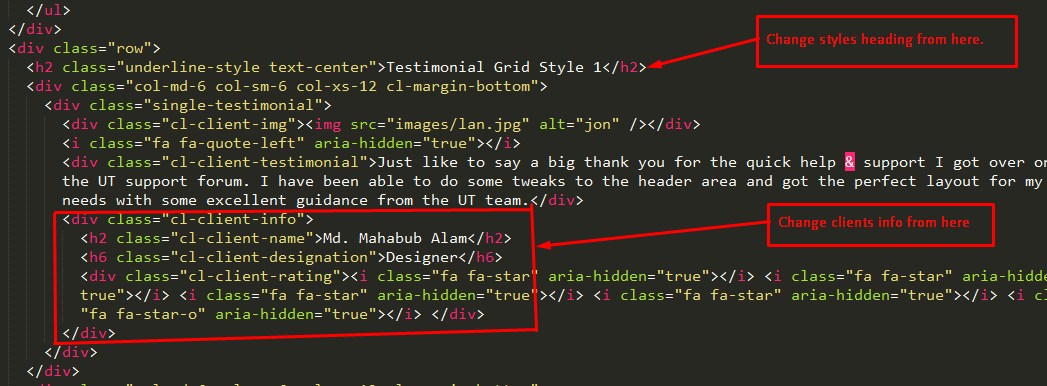 </ul>
</div>
<div class="row">
Change styles heading from here.
<h2 class="underline-style text-center">Testimonial Grid Style 1</h2>
<div class="col-md-6 col-sm-6 col-xs-12 cl-margin-bottom">
<div class="single-testimonial">
<div class="cl-client-img"><img src="images/lan.jpg" alt="jon" /></div>
<i class="fa fa-quote-left" aria-hidden="true"></i>
<div class="cl-client-testimonial">Just like to say a big thank you for the quick help & support I got over
the UT support forum. I have been able to do some tweaks to the header area and got the perfect layout for my
needs with some excellent guidance from the UT team.</div>
<div class="cl-client-info">
Change clients info from here
<h2 class="cl-client-name">Md. Mahabub Alam</h2>
<h6 class="cl-client-designation">Designer</h6>
<div class="cl-client-rating"><i class="fa fa-star" aria-hidden="true"></i> <i class="fa fa-star"
true"></i> <i class="fa fa-star" aria-hidden="true"></i> <i class="fa fa-star" aria-hidden="true"></i> <i
"fa fa-star-o" aria-hidden="true"></i> </div>
</div>
</div>
</div>